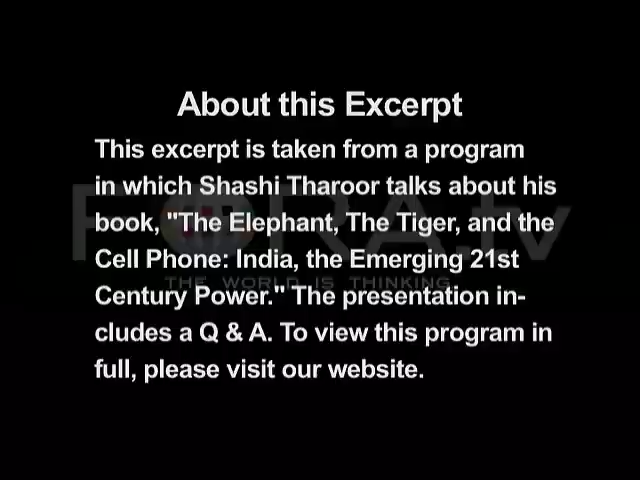 About this Excerpt
This excerpt is taken from a program
in which Shashi Tharoor talks about his
book, "The Elephant, The Tiger, and the
Cell Phone: India, the Emerging 21st
Century Power." The presentation in-
cludes a Q & A. To view this program in
full, please visit our website.
FORA.tv
THE WORLD IS THINKING